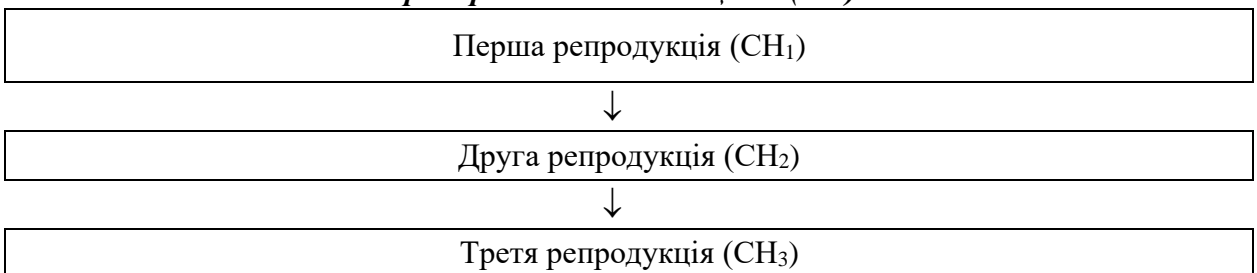 Перша репродукція (СН₁)
↓
Друга репродукція (СН₂)
↓
Третя репродукція (СН₃)